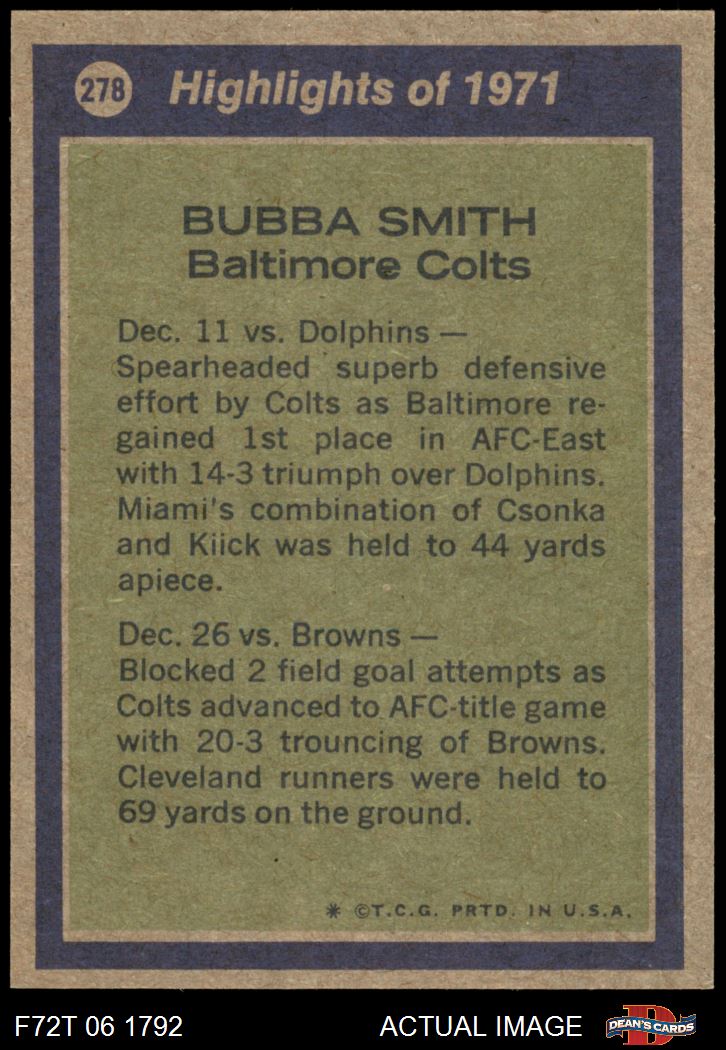 278 Highlights of 1971
BUBBA SMITH
Baltimore Colts
Dec. 11 vs. Dolphins —
Spearheaded superb defensive
effort by Colts as Baltimore re-
gained 1st place in AFC-East
with 14-3 triumph over Dolphins.
Miami's combination of Csonka
and Kiick was held to 44 yards
apiece.
Dec. 26 vs. Browns —
Blocked 2 field goal attempts as
Colts advanced to AFC-title game
with 20-3 trouncing of Browns.
Cleveland runners were held to
69 yards on the ground.
* ©T.C.G. PRTD. IN U.S.A.
F72T 06 1792 ACTUAL IMAGE D DEAN'S CARDS